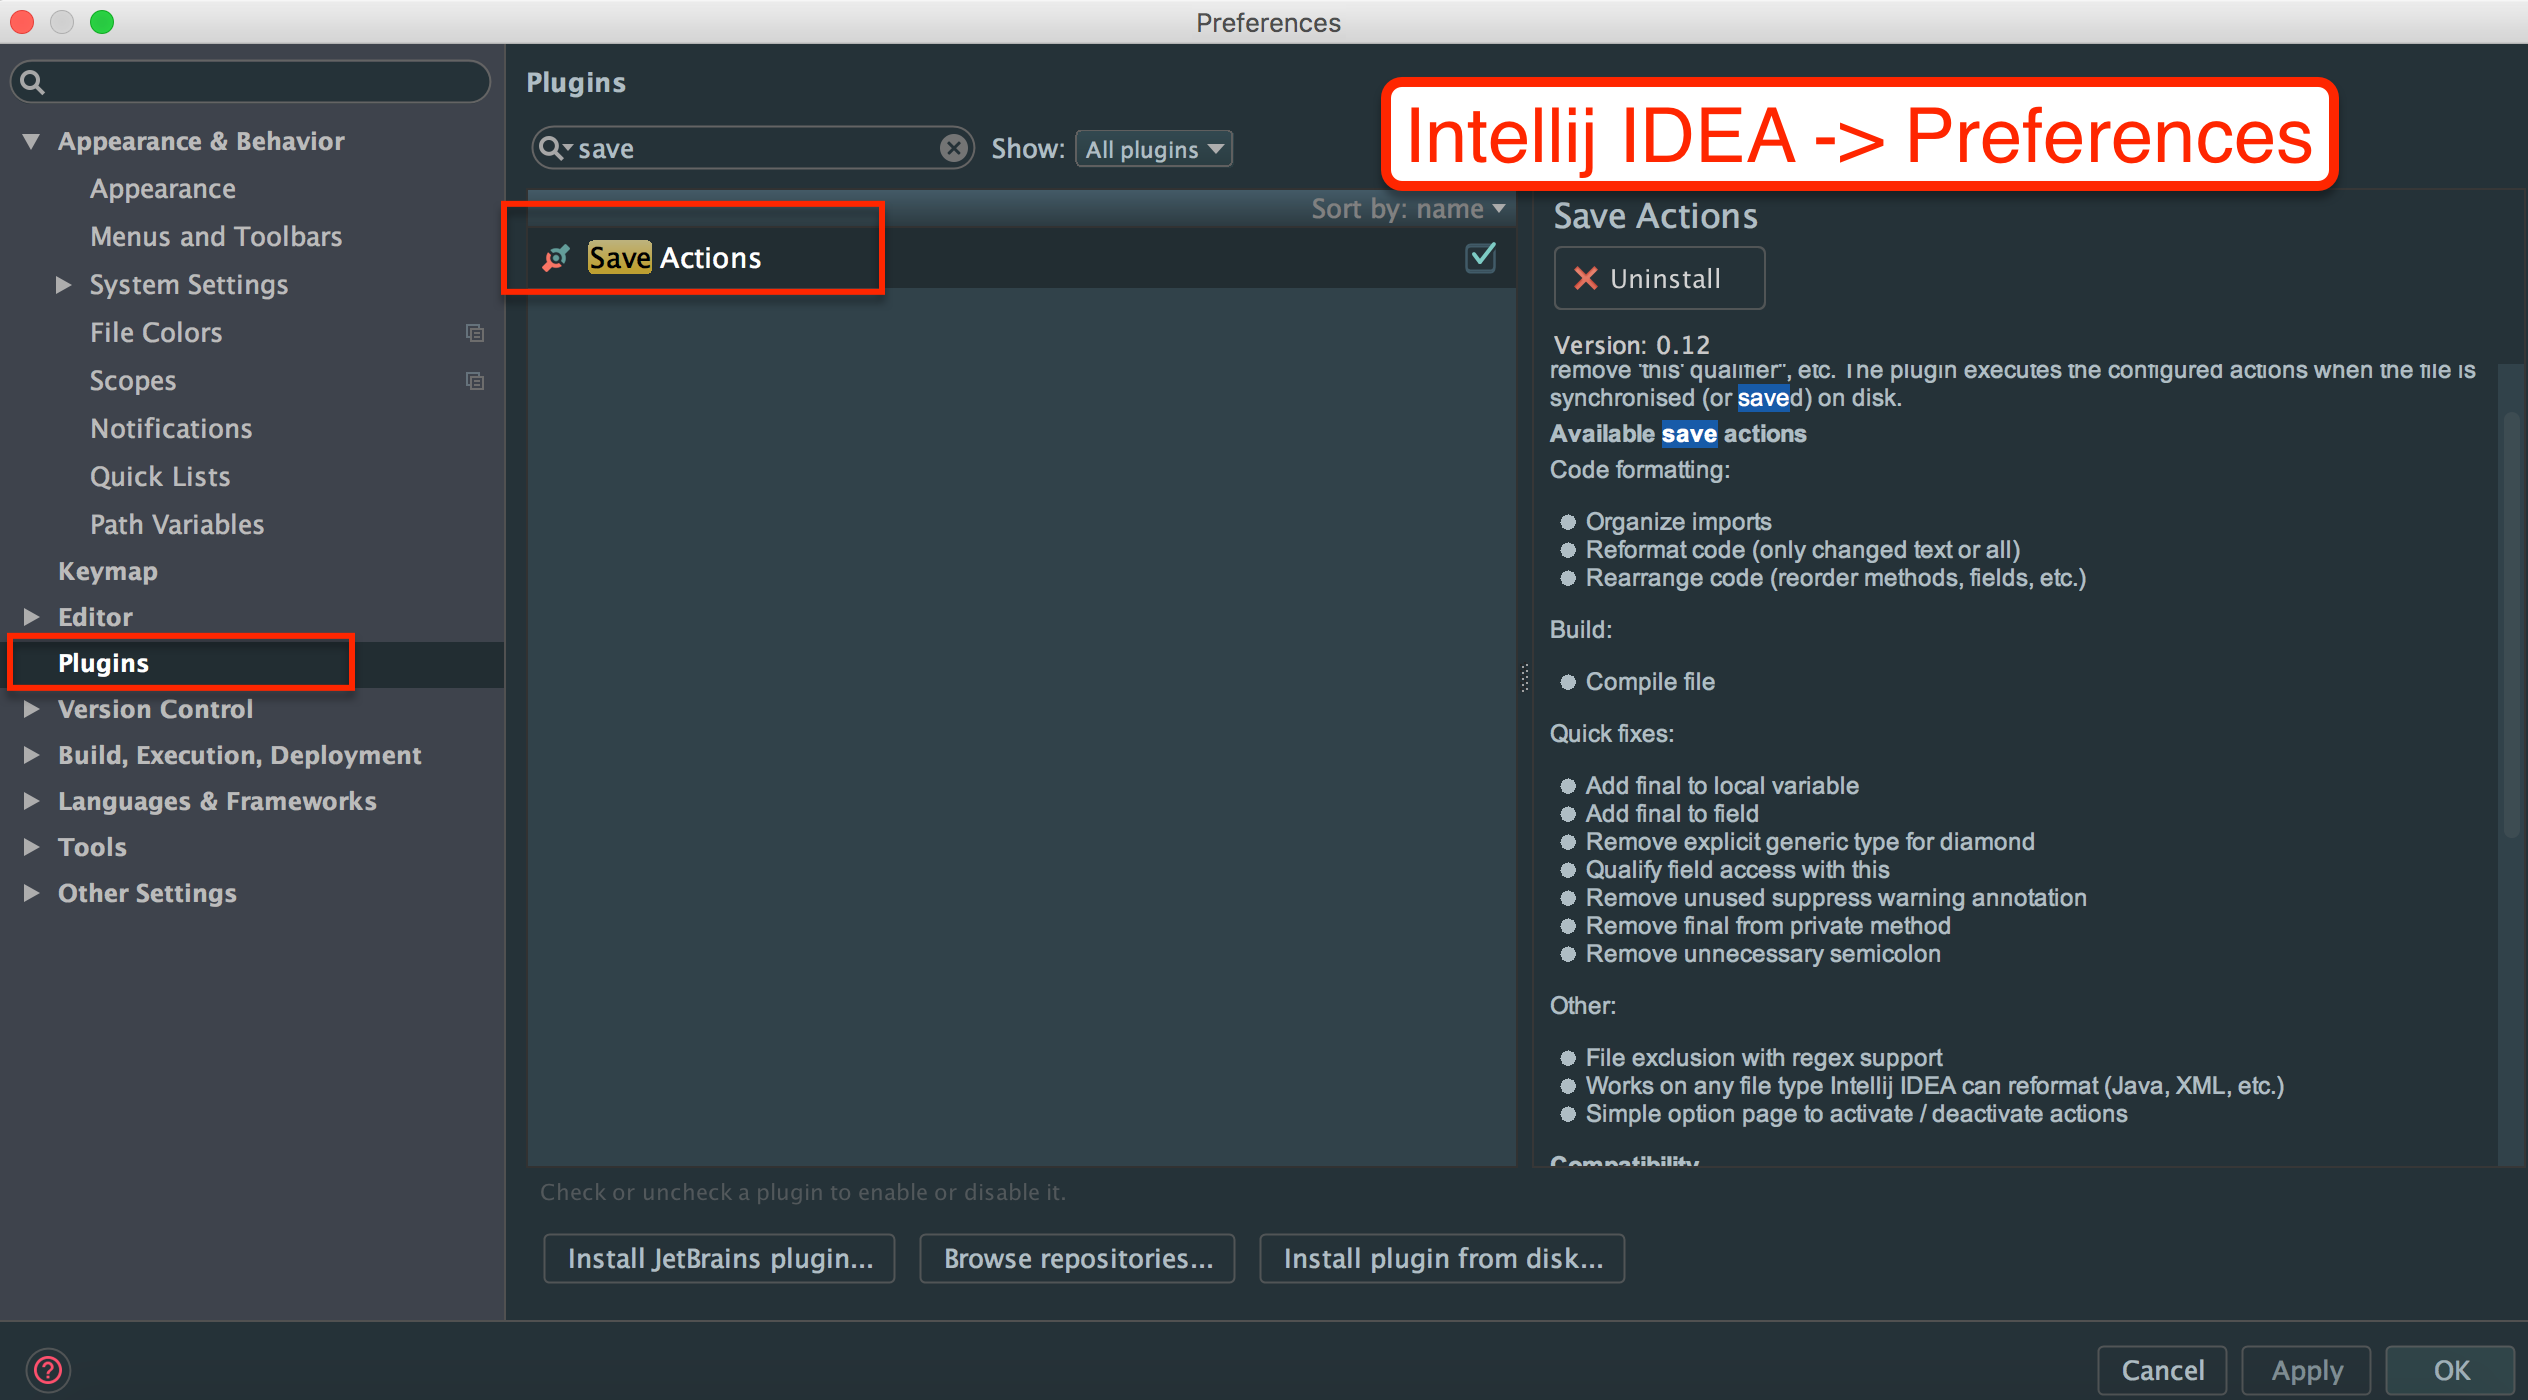 Preferences
Intellij IDEA -> Preferences
Appearance & Behavior
Appearance
Menus and Toolbars
System Settings
File Colors
Scopes
Notifications
Quick Lists
Path Variables
Keymap
Editor
Plugins
Version Control
Build, Execution, Deployment
Languages & Frameworks
Tools
Other Settings
Plugins
save
Show: All plugins
Sort by: name
Save Actions
Save Actions
Uninstall
Version: 0.12
remove 'this' qualifier", etc. The plugin executes the configured actions when the file is
synchronised (or saved) on disk.
Available save actions
Code formatting:
Organize imports
Reformat code (only changed text or all)
Rearrange code (reorder methods, fields, etc.)
Build:
Compile file
Quick fixes:
Add final to local variable
Add final to field
Remove explicit generic type for diamond
Qualify field access with this
Remove unused suppress warning annotation
Remove final from private method
Remove unnecessary semicolon
Other:
File exclusion with regex support
Works on any file type Intellij IDEA can reformat (Java, XML, etc.)
Simple option page to activate / deactivate actions
Compatibility
Check or uncheck a plugin to enable or disable it.
Install JetBrains plugin...
Browse repositories...
Install plugin from disk...
?
Cancel
Apply
OK